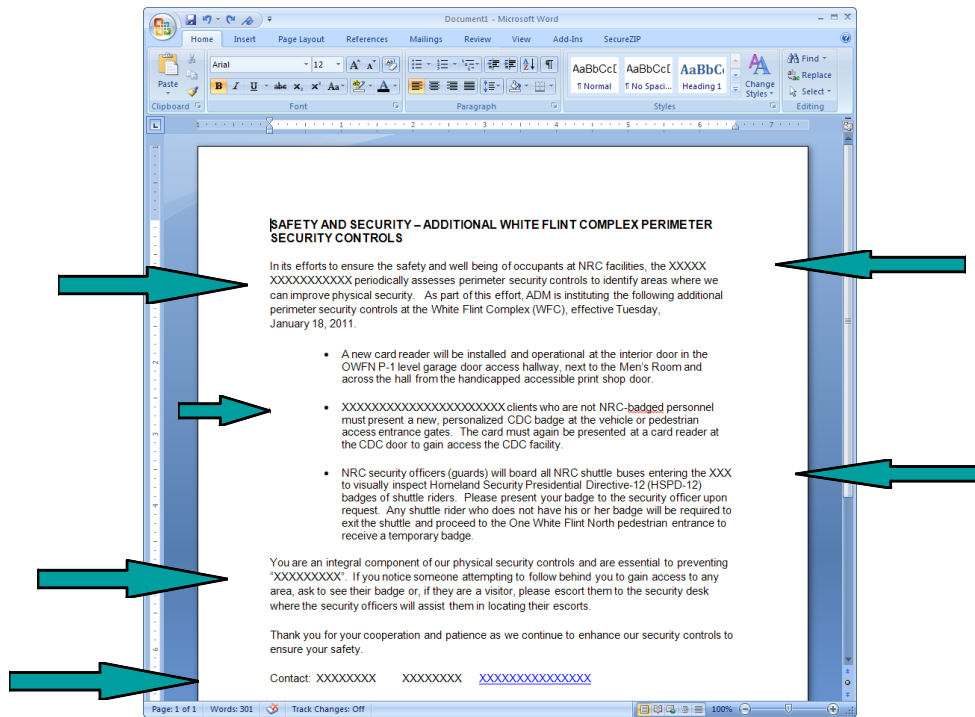 Document1 - Microsoft Word
Home Insert Page Layout References Mailings Review View Add-Ins SecureZIP
Paste
Arial 12
AaBbCcI AaBbCcI AaBbC
¶ Normal ¶ No Spaci... Heading 1
Change Styles
Find
Replace
Select
Clipboard Font Paragraph Styles Editing
1 1 2 3 4 5 6 7
SAFETY AND SECURITY – ADDITIONAL WHITE FLINT COMPLEX PERIMETER
SECURITY CONTROLS
In its efforts to ensure the safety and well being of occupants at NRC facilities, the XXXXX
XXXXXXXXXXX periodically assesses perimeter security controls to identify areas where we
can improve physical security. As part of this effort, ADM is instituting the following additional
perimeter security controls at the White Flint Complex (WFC), effective Tuesday,
January 18, 2011.
• A new card reader will be installed and operational at the interior door in the
OWFN P-1 level garage door access hallway, next to the Men's Room and
across the hall from the handicapped accessible print shop door.
• XXXXXXXXXXXXXXXXXXXXXX clients who are not NRC-badged personnel
must present a new, personalized CDC badge at the vehicle or pedestrian
access entrance gates. The card must again be presented at a card reader at
the CDC door to gain access the CDC facility.
• NRC security officers (guards) will board all NRC shuttle buses entering the XXX
to visually inspect Homeland Security Presidential Directive-12 (HSPD-12)
badges of shuttle riders. Please present your badge to the security officer upon
request. Any shuttle rider who does not have his or her badge will be required to
exit the shuttle and proceed to the One White Flint North pedestrian entrance to
receive a temporary badge.
You are an integral component of our physical security controls and are essential to preventing
"XXXXXXXXX". If you notice someone attempting to follow behind you to gain access to any
area, ask to see their badge or, if they are a visitor, please escort them to the security desk
where the security officers will assist them in locating their escorts.
Thank you for your cooperation and patience as we continue to enhance our security controls to
ensure your safety.
Contact: XXXXXXXX XXXXXXXX XXXXXXXXXXXXXXX
Page: 1 of 1 Words: 301 Track Changes: Off 100%